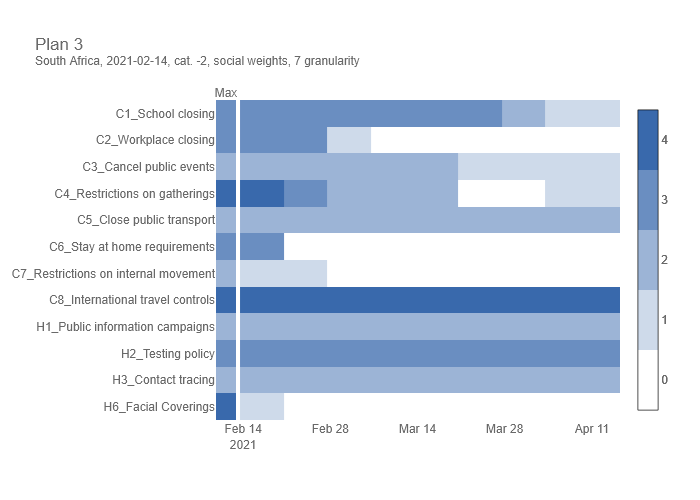 Plan 3
South Africa, 2021-02-14, cat. -2, social weights, 7 granularity
Max
C1_School closing
C2_Workplace closing
C3_Cancel public events
C4_Restrictions on gatherings
C5_Close public transport
C6_Stay at home requirements
C7_Restrictions on internal movement
C8_International travel controls
H1_Public information campaigns
H2_Testing policy
H3_Contact tracing
H6_Facial Coverings
Feb 14
2021
Feb 28
Mar 14
Mar 28
Apr 11
4
3
2
1
0